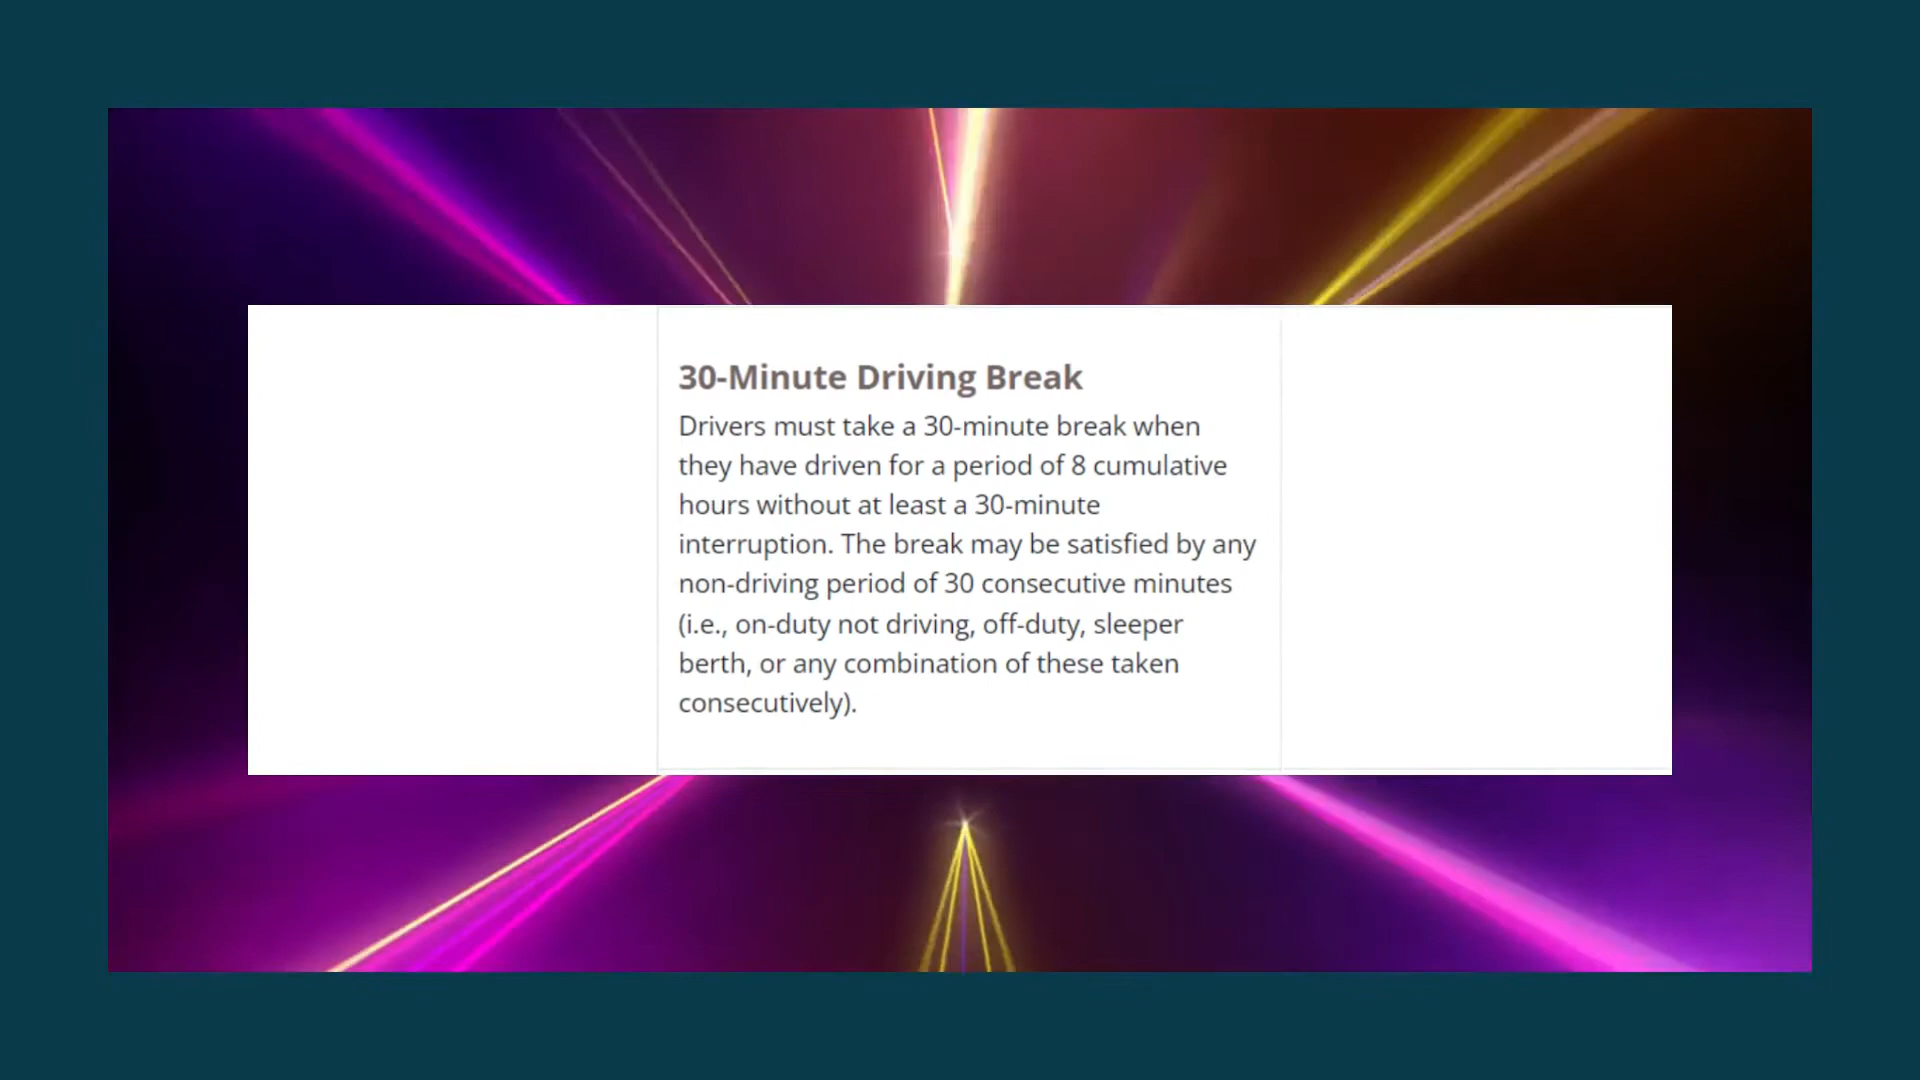 30-Minute Driving Break
Drivers must take a 30-minute break when
they have driven for a period of 8 cumulative
hours without at least a 30-minute
interruption. The break may be satisfied by any
non-driving period of 30 consecutive minutes
(i.e., on-duty not driving, off-duty, sleeper
berth, or any combination of these taken
consecutively).